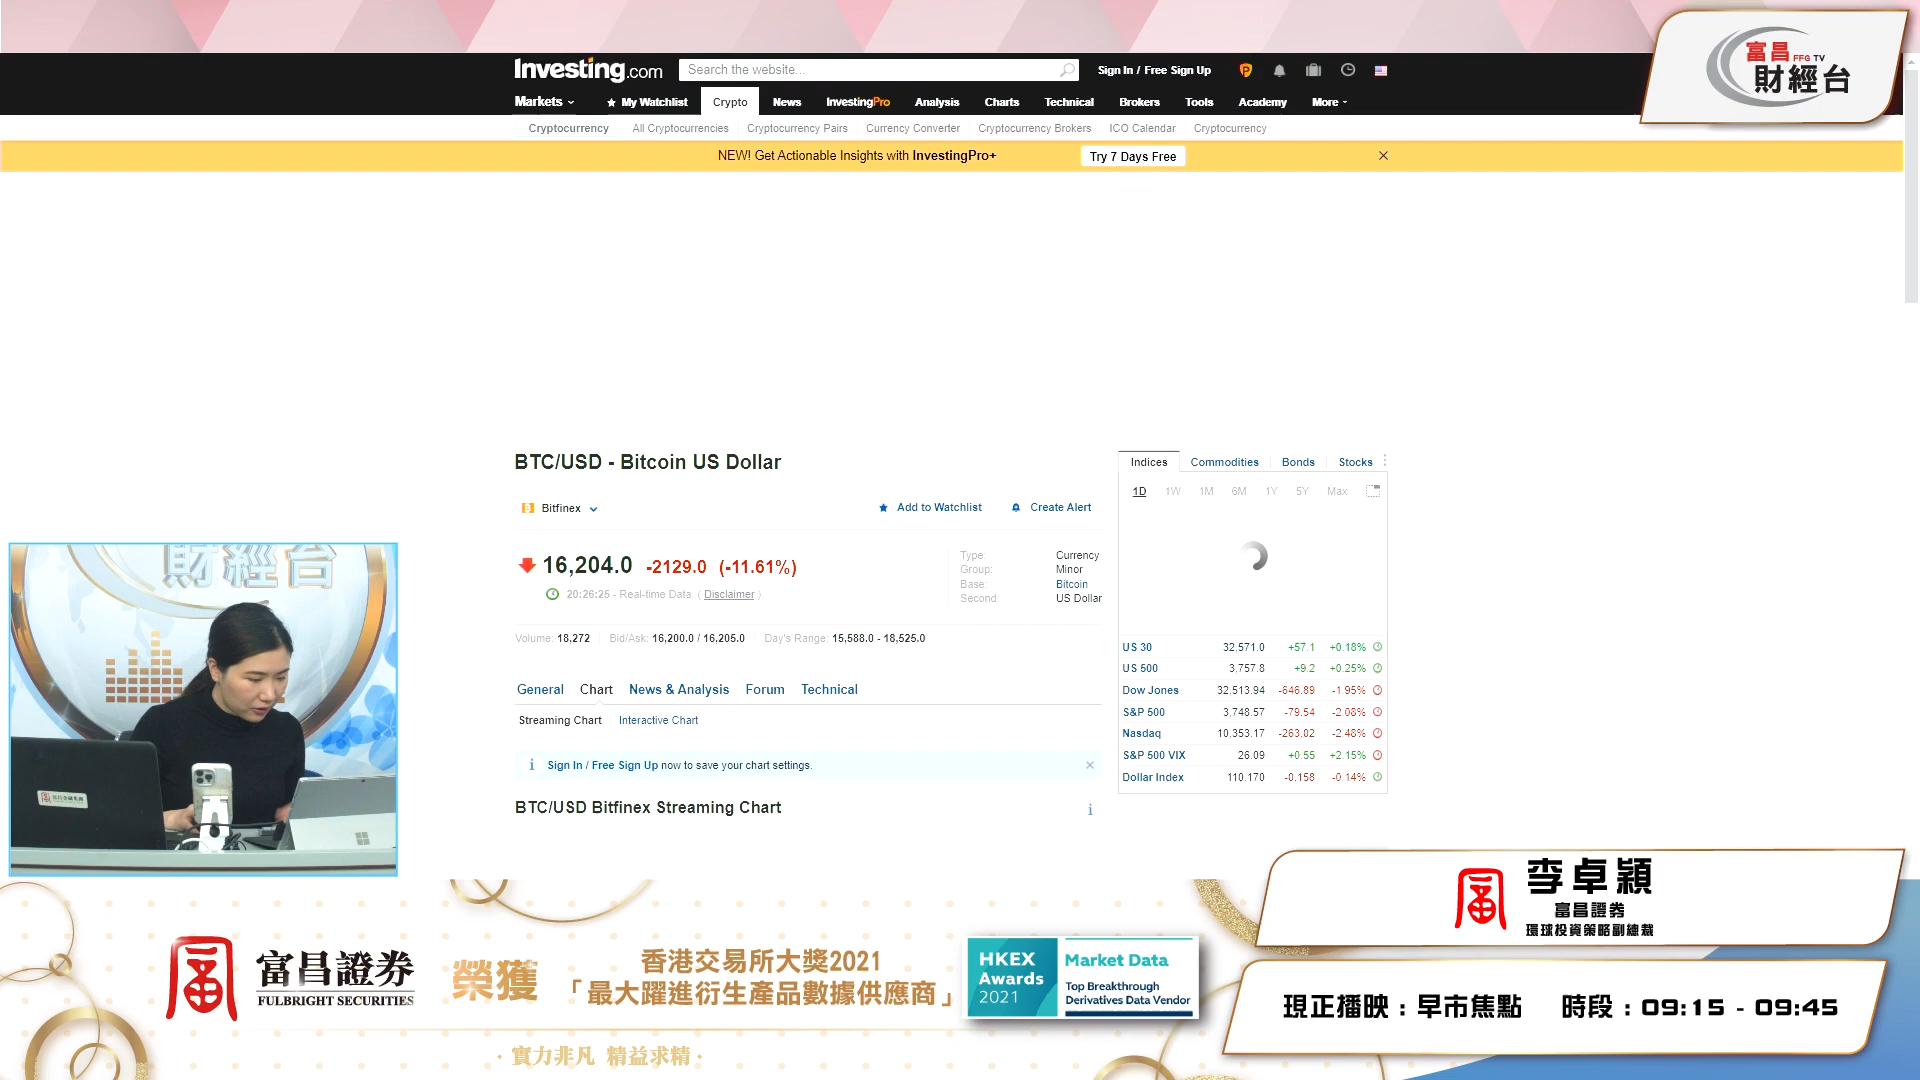 Investing.com
Search the website...
Sign In / Free Sign Up
富昌 FFG TV
財經台
Markets
My Watchlist
Crypto
News
InvestingPro
Analysis
Charts
Technical
Brokers
Tools
Academy
More
Cryptocurrency
All Cryptocurrencies
Cryptocurrency Pairs
Currency Converter
Cryptocurrency Brokers
ICO Calendar
Cryptocurrency
NEW! Get Actionable Insights with InvestingPro+
Try 7 Days Free
BTC/USD - Bitcoin US Dollar
Bitfinex
Add to Watchlist
Create Alert
16,204.0 -2129.0 (-11.61%)
20:26:25 - Real-time Data. ( Disclaimer )
Type: Currency
Group: Minor
Base: Bitcoin
Second: US Dollar
Volume: 18,272
Bid/Ask: 16,200.0 / 16,205.0
Day's Range: 15,588.0 - 18,525.0
General
Chart
News & Analysis
Forum
Technical
Streaming Chart
Interactive Chart
Sign In / Free Sign Up now to save your chart settings.
BTC/USD Bitfinex Streaming Chart
Indices
Commodities
Bonds
Stocks
1D 1W 1M 6M 1Y 5Y Max
US 30 32,571.0 +57.1 +0.18%
US 500 3,757.8 +9.2 +0.25%
Dow Jones 32,513.94 -646.89 -1.95%
S&P 500 3,748.57 -79.54 -2.08%
Nasdaq 10,353.17 -263.02 -2.48%
S&P 500 VIX 26.09 +0.55 +2.15%
Dollar Index 110.170 -0.158 -0.14%
財經台
李卓穎
富昌證券
環球投資策略副總裁
現正播映：早市焦點 時段：09:15 - 09:45
富昌證券
FULBRIGHT SECURITIES
榮獲
香港交易所大獎2021
「最大躍進衍生產品數據供應商」
HKEX
Awards
2021
Market Data
Top Breakthrough
Derivatives Data Vendor
· 實力非凡 精益求精 ·